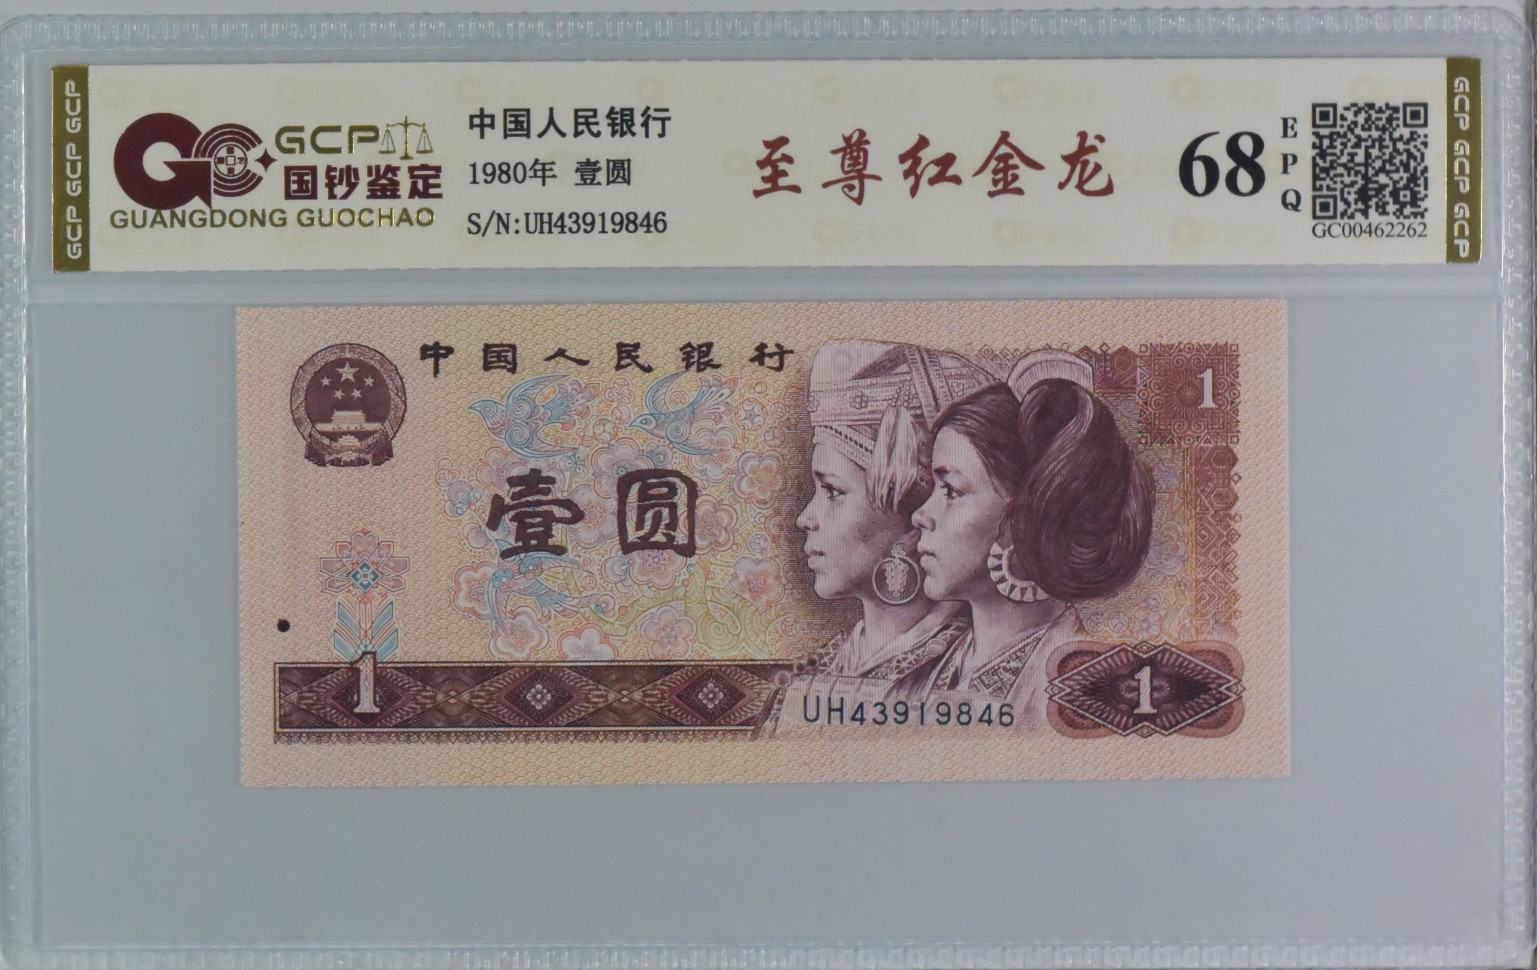 GCP GCP GCP
GCP
国钞鉴定
GUANGDONG GUOCHAO
中国人民银行
1980年 壹圆
S/N:UH43919846
至尊红金龙
68
EPQ
GC00462262
GCP GCP GCP
中国人民银行
1
壹圆
1
UH43919846
1